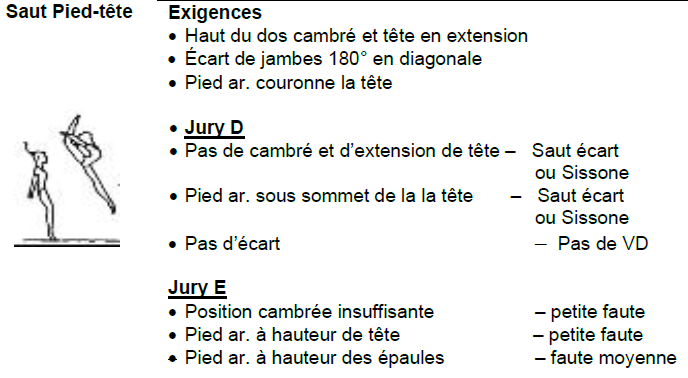 Saut Pied-tête
Exigences
• Haut du dos cambré et tête en extension
• Écart de jambes 180° en diagonale
• Pied ar. couronne la tête
• Jury D
• Pas de cambré et d'extension de tête – Saut écart
ou Sissone
• Pied ar. sous sommet de la la tête – Saut écart
ou Sissone
• Pas d'écart – Pas de VD
Jury E
• Position cambrée insuffisante – petite faute
• Pied ar. à hauteur de tête – petite faute
• Pied ar. à hauteur des épaules – faute moyenne